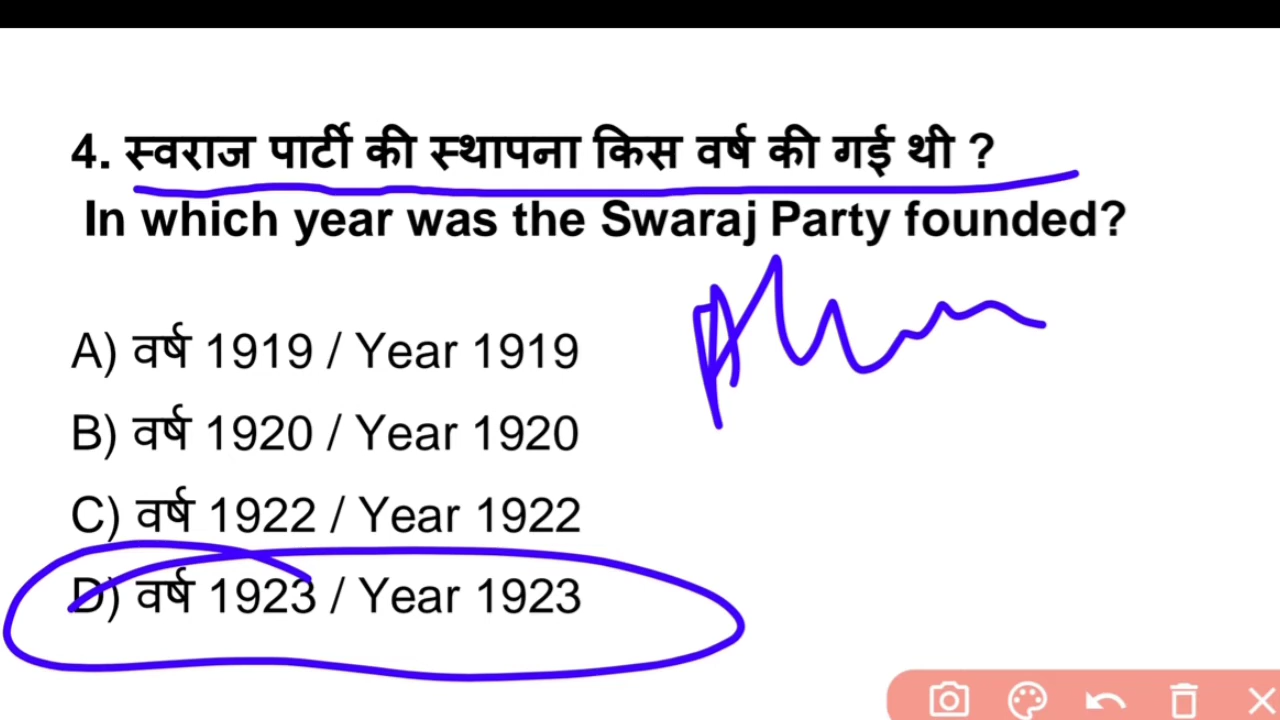 4. स्वराज पार्टी की स्थापना किस वर्ष की गई थी ?
In which year was the Swaraj Party founded?
A) वर्ष 1919 / Year 1919
B) वर्ष 1920 / Year 1920
C) वर्ष 1922 / Year 1922
D) वर्ष 1923 / Year 1923